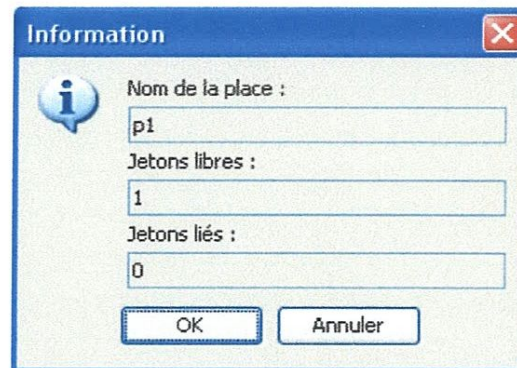 Information
Nom de la place :
p1
Jetons libres :
1
Jetons liés :
0
OK Annuler